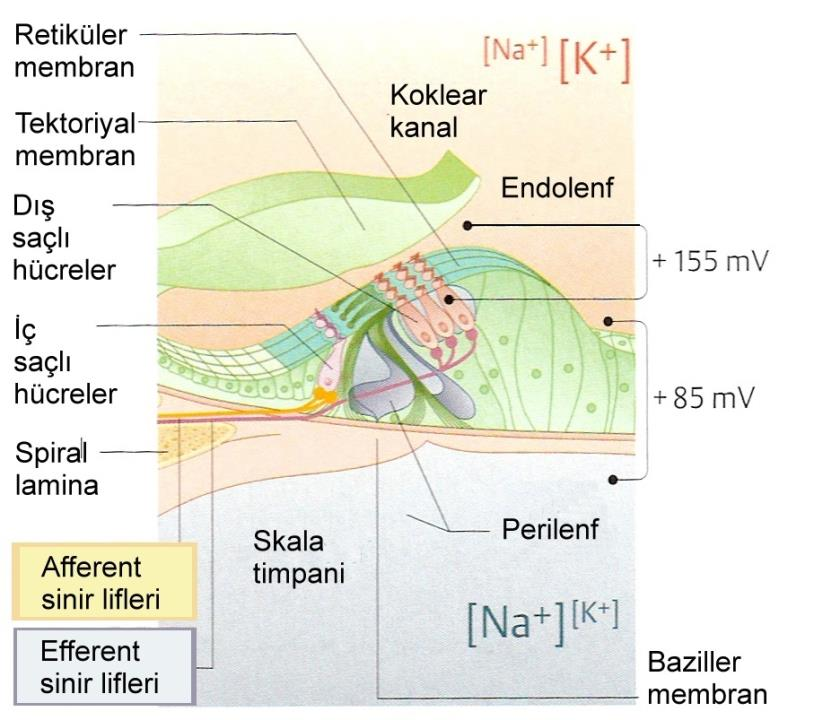 Retiküler
membran
[Na⁺] [K⁺]
Koklear
kanal
Tektoriyal
membran
Endolenf
Dış
saçlı
hücreler
+ 155 mV
İç
saçlı
hücreler
+ 85 mV
Spiral
lamina
Perilenf
Skala
timpani
Afferent
sinir lifleri
[Na⁺] [K⁺]
Efferent
sinir lifleri
Baziller
membran